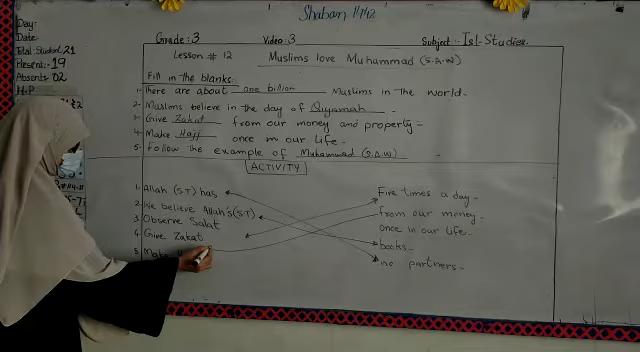 Shaban 1442
Day:
Date:
Total Student 21
Present:- 19
Absent:- 02
H.P
Grade: 3 Video: 3 Subject:- Isl-Studies
Lesson # 12 Muslims love Muhammad (S.A.W)
Fill in the blanks:
1- There are about one billion Muslims in the world.
2- Muslims believe in the day of Qiyamah -
3- Give Zakat from our money and property -
4- Make Hajj once in our life.
5. Follow the example of Muhammad (S.A.W) -
ACTIVITY
1. Allah (S.T) has Five times a day.
2. We believe Allah's (S.T) from our money -
3. Observe Salat once in our life.
4. Give Zakat books -
5. Make no partners -